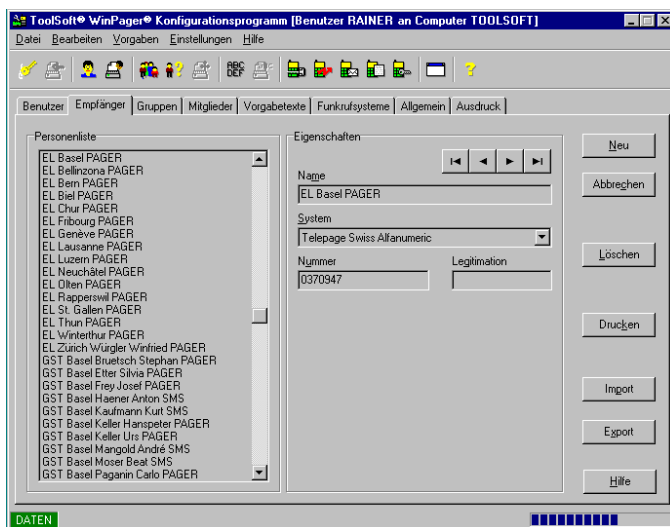 ToolSoft® WinPager® Konfigurationsprogramm [Benutzer RAINER an Computer TOOLSOFT]
Datei Bearbeiten Vorgaben Einstellungen Hilfe
ABC
DEF
Benutzer Empfänger Gruppen Mitglieder Vorgabetexte Funkrufsysteme Allgemein Ausdruck
Personenliste
EL Basel PAGER
EL Bellinzona PAGER
EL Bern PAGER
EL Biel PAGER
EL Chur PAGER
EL Fribourg PAGER
EL Genève PAGER
EL Lausanne PAGER
EL Luzern PAGER
EL Neuchâtel PAGER
EL Olten PAGER
EL Rapperswil PAGER
EL St. Gallen PAGER
EL Thun PAGER
EL Winterthur PAGER
EL Zürich Würgler Winfried PAGER
GST Basel Bruetsch Stephan PAGER
GST Basel Etter Silvia PAGER
GST Basel Frey Josef PAGER
GST Basel Haener Anton SMS
GST Basel Kaufmann Kurt SMS
GST Basel Keller Hanspeter PAGER
GST Basel Keller Urs PAGER
GST Basel Mangold André SMS
GST Basel Moser Beat SMS
GST Basel Paganin Carlo PAGER
Eigenschaften
Name
EL Basel PAGER
System
Telepage Swiss Alfanumeric
Nummer Legitimation
0370947
Neu
Abbrechen
Löschen
Drucken
Import
Export
Hilfe
DATEN